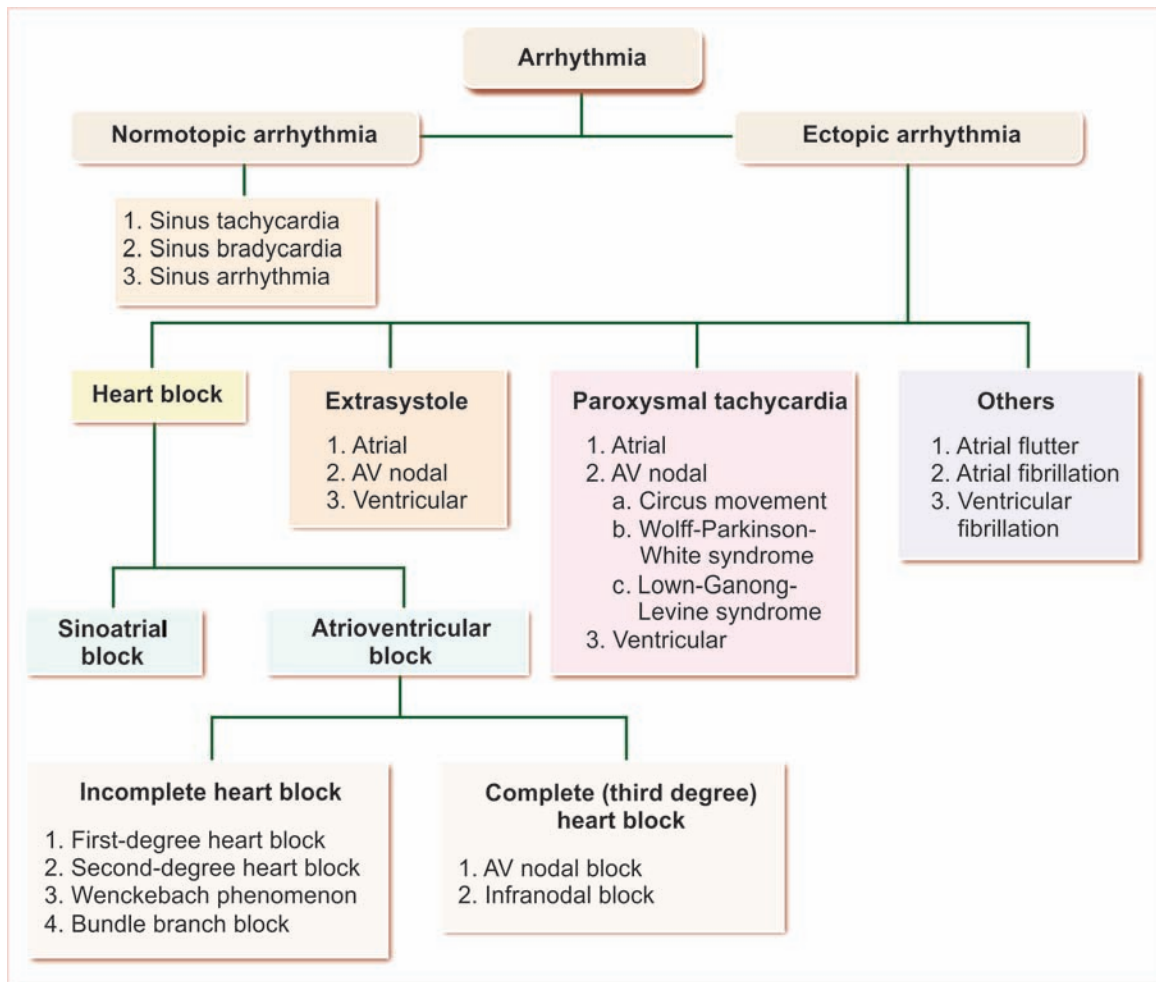 Arrhythmia
Normotopic arrhythmia
Ectopic arrhythmia
1. Sinus tachycardia
2. Sinus bradycardia
3. Sinus arrhythmia
Heart block
Extrasystole
1. Atrial
2. AV nodal
3. Ventricular
Paroxysmal tachycardia
1. Atrial
2. AV nodal
a. Circus movement
b. Wolff-Parkinson-
White syndrome
c. Lown-Ganong-
Levine syndrome
3. Ventricular
Others
1. Atrial flutter
2. Atrial fibrillation
3. Ventricular
fibrillation
Sinoatrial
block
Atrioventricular
block
Incomplete heart block
1. First-degree heart block
2. Second-degree heart block
3. Wenckebach phenomenon
4. Bundle branch block
Complete (third degree)
heart block
1. AV nodal block
2. Infranodal block